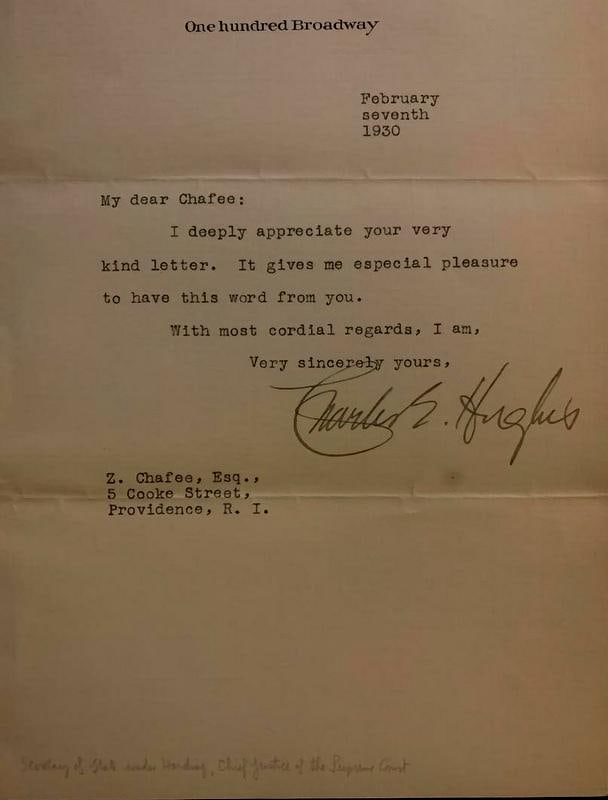 One hundred Broadway
February
seventh
1930
My dear Chafee:
I deeply appreciate your very
kind letter. It gives me especial pleasure
to have this word from you.
With most cordial regards, I am,
Very sincerely yours,
Charles E. Hughes
Z. Chafee, Esq.,
5 Cooke Street,
Providence, R. I.
Secretary of State under Harding, Chief Justice of the Supreme Court